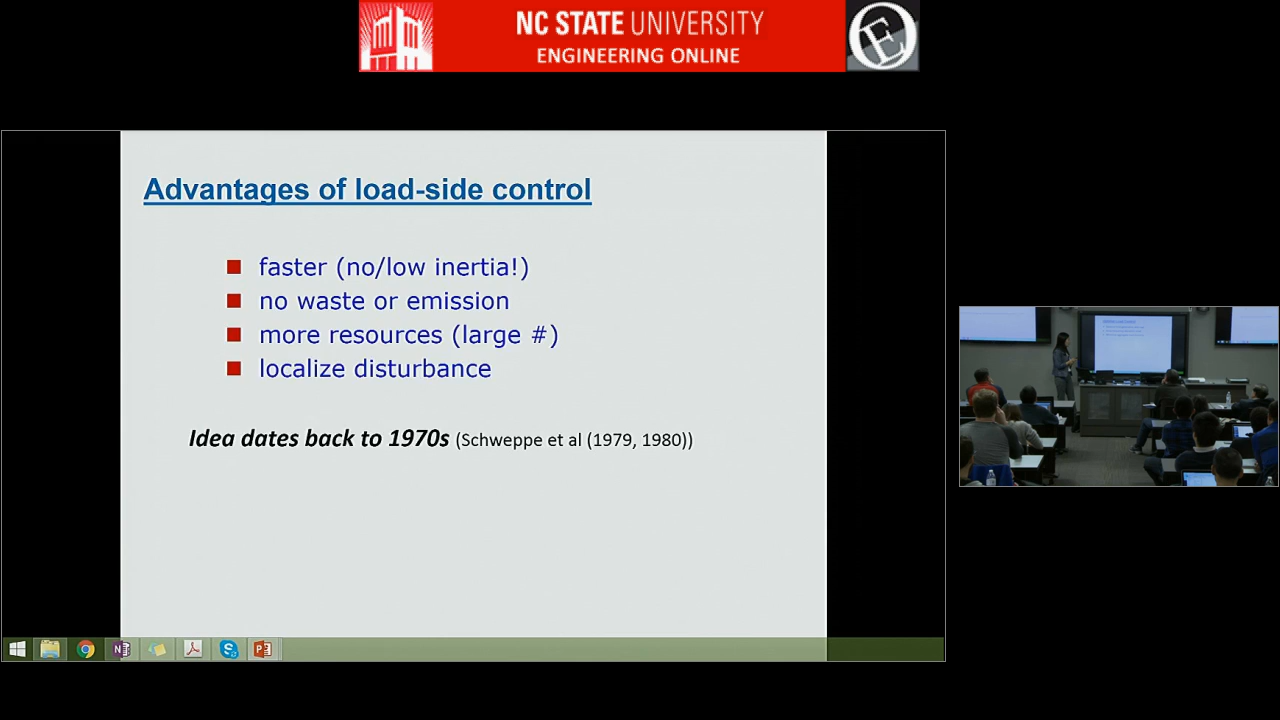 NC STATE UNIVERSITY
ENGINEERING ONLINE
Advantages of load-side control
faster (no/low inertia!)
no waste or emission
more resources (large #)
localize disturbance
Idea dates back to 1970s (Schweppe et al (1979, 1980))